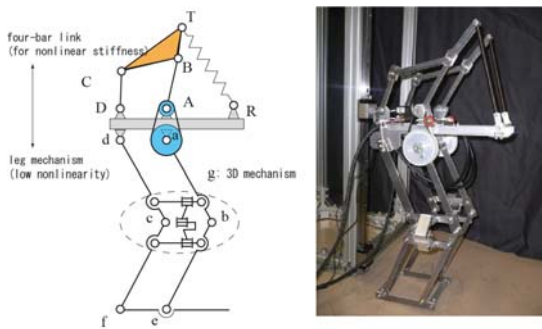 T
four-bar link
(for nonlinear stiffness)
B
C
D
A
R
d
a
leg mechanism
(low nonlinearity)
g: 3D mechanism
c
b
f
e